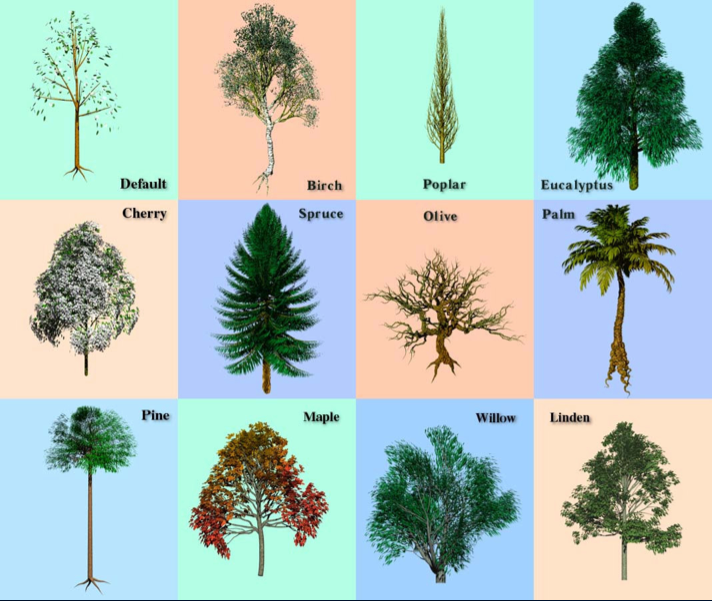 Default
Birch
Poplar
Eucalyptus
Cherry
Spruce
Olive
Palm
Pine
Maple
Willow
Linden